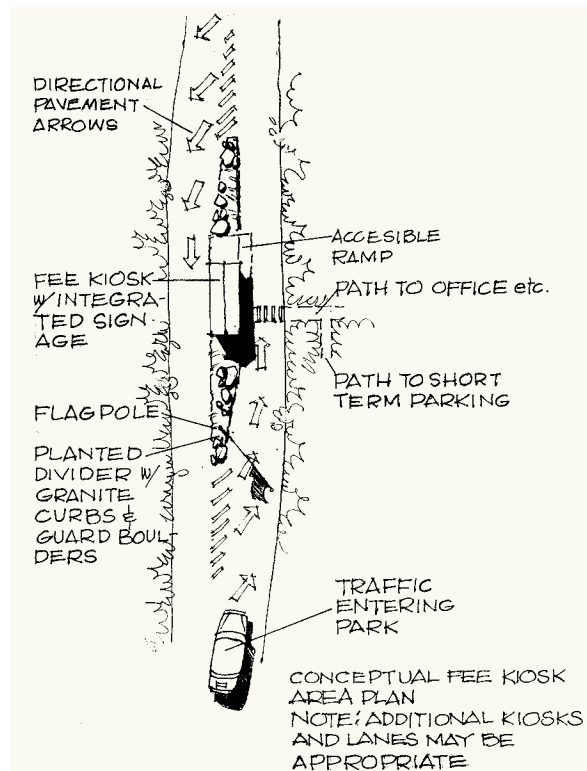 DIRECTIONAL
PAVEMENT
ARROWS
ACCESIBLE
RAMP
FEE KIOSK
W/INTEGRA-
TED SIGN-
AGE
PATH TO OFFICE etc.
PATH TO SHORT
TERM PARKING
FLAGPOLE
PLANTED
DIVIDER W/
GRANITE
CURBS &
GUARD BOUL-
DERS
TRAFFIC
ENTERING
PARK
CONCEPTUAL FEE KIOSK
AREA PLAN
NOTE: ADDITIONAL KIOSKS
AND LANES MAY BE
APPROPRIATE